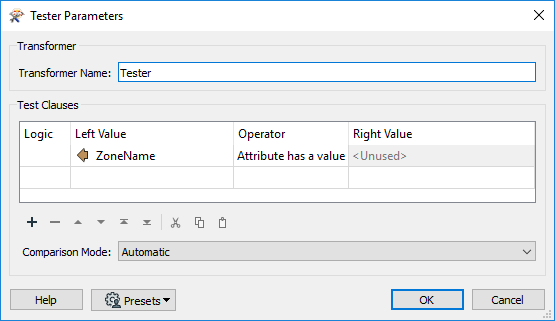 Tester Parameters
Transformer
Transformer Name: Tester
Test Clauses
Logic Left Value Operator Right Value
ZoneName Attribute has a value <Unused>
Comparison Mode: Automatic
Help Presets OK Cancel